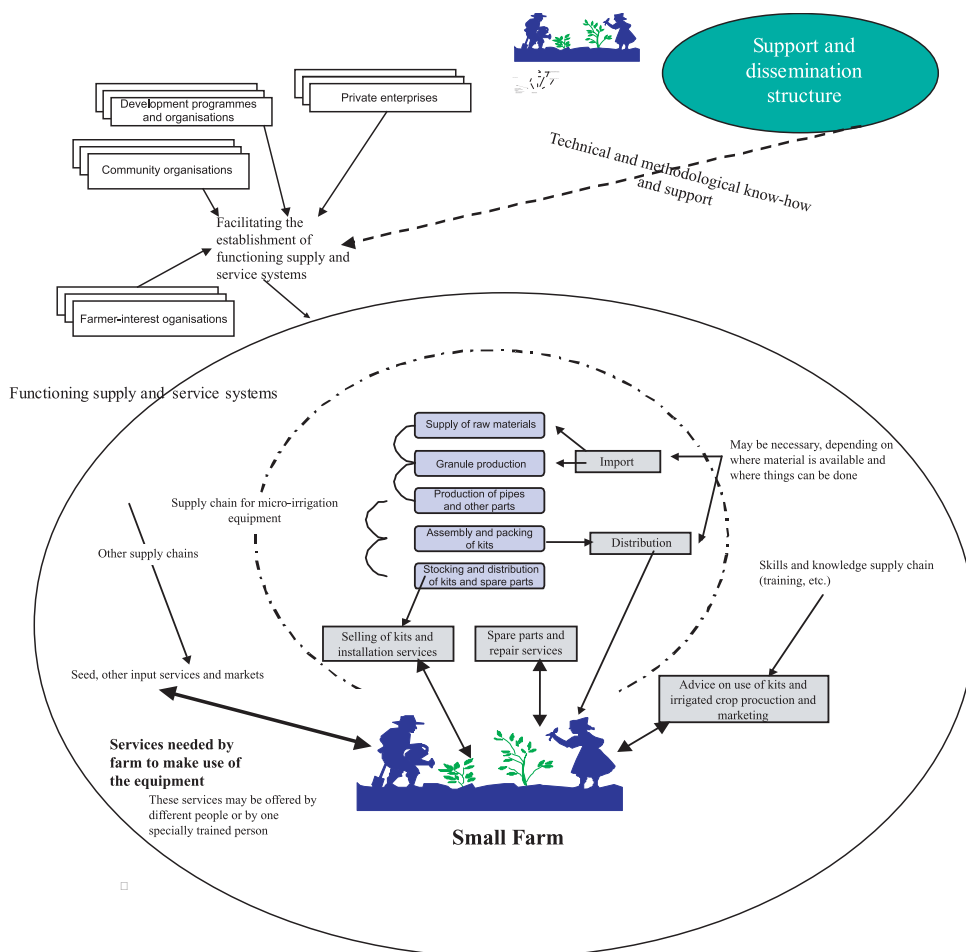 Support and
dissemination
structure
Development programmes
and organisations
Private enterprises
Community organisations
Technical and methodological know-how
and support
Facilitating the
establishment of
functioning supply and
service systems
Farmer-interest oganisations
Functioning supply and service systems
Supply of raw materials
Granule production
Import
May be necessary, depending on
where material is available and
where things can be done
Supply chain for micro-irrigation
equipment
Production of pipes
and other parts
Assembly and packing
of kits
Distribution
Other supply chains
Stocking and distribution
of kits and spare parts
Skills and knowledge supply chain
(training, etc.)
Selling of kits and
installation services
Spare parts and
repair services
Seed, other input services and markets
Advice on use of kits and
irrigated crop procuction and
marketing
Services needed by
farm to make use of
the equipment
These services may be offered by
different people or by one
specially trained person
Small Farm